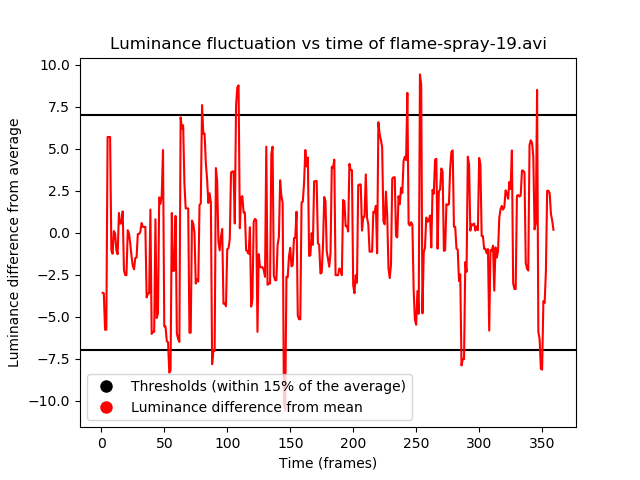 Luminance fluctuation vs time of flame-spray-19.avi
Luminance difference from average
10.0
7.5
5.0
2.5
0.0
−2.5
−5.0
−7.5
−10.0
Thresholds (within 15% of the average)
Luminance difference from mean
0 50 100 150 200 250 300 350
Time (frames)